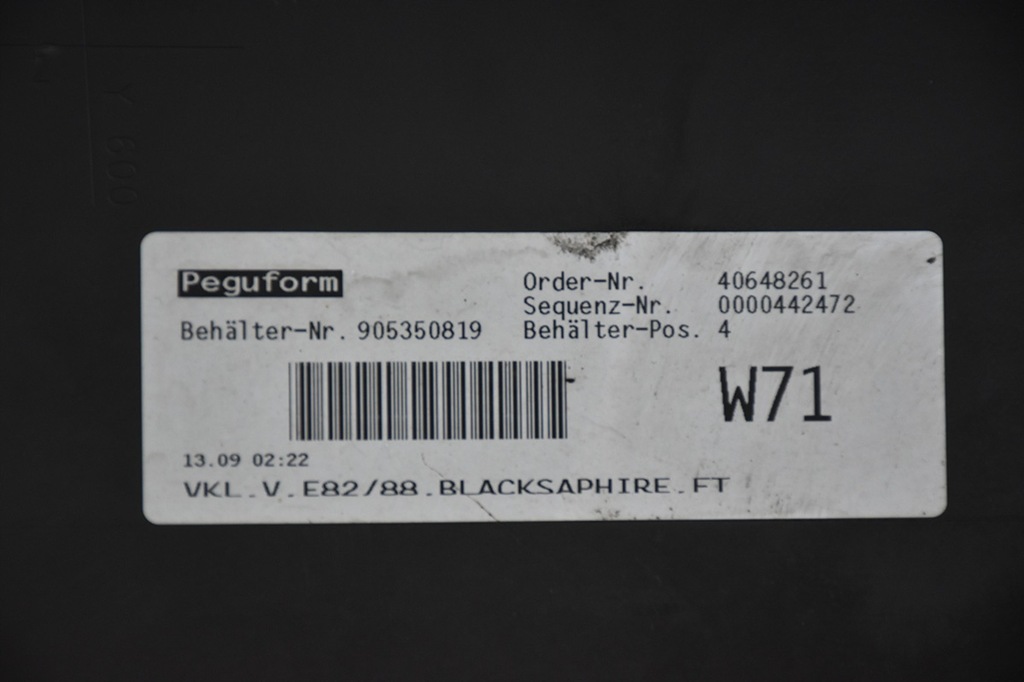 Y 600
Peguform
Order-Nr. 40648261
Sequenz-Nr. 0000442472
Behälter-Nr. 905350819
Behälter-Pos. 4
W71
13.09 02:22
VKL.V.E82/88.BLACKSAPHIRE.FT